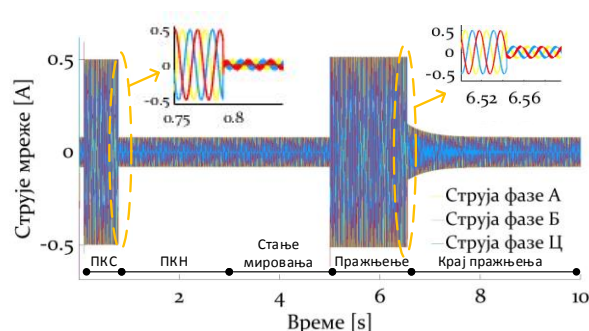 0.5
0
-0.5
0.75
0.8
0.5
0
-0.5
6.52
6.56
Струје мреже [A]
0.5
0
-0.5
Струја фазе А
Струја фазе Б
Струја фазе Ц
ПКС
ПКН
Стање
мировања
Пражњење
Крај пражњења
2
4
6
8
10
Време [s]